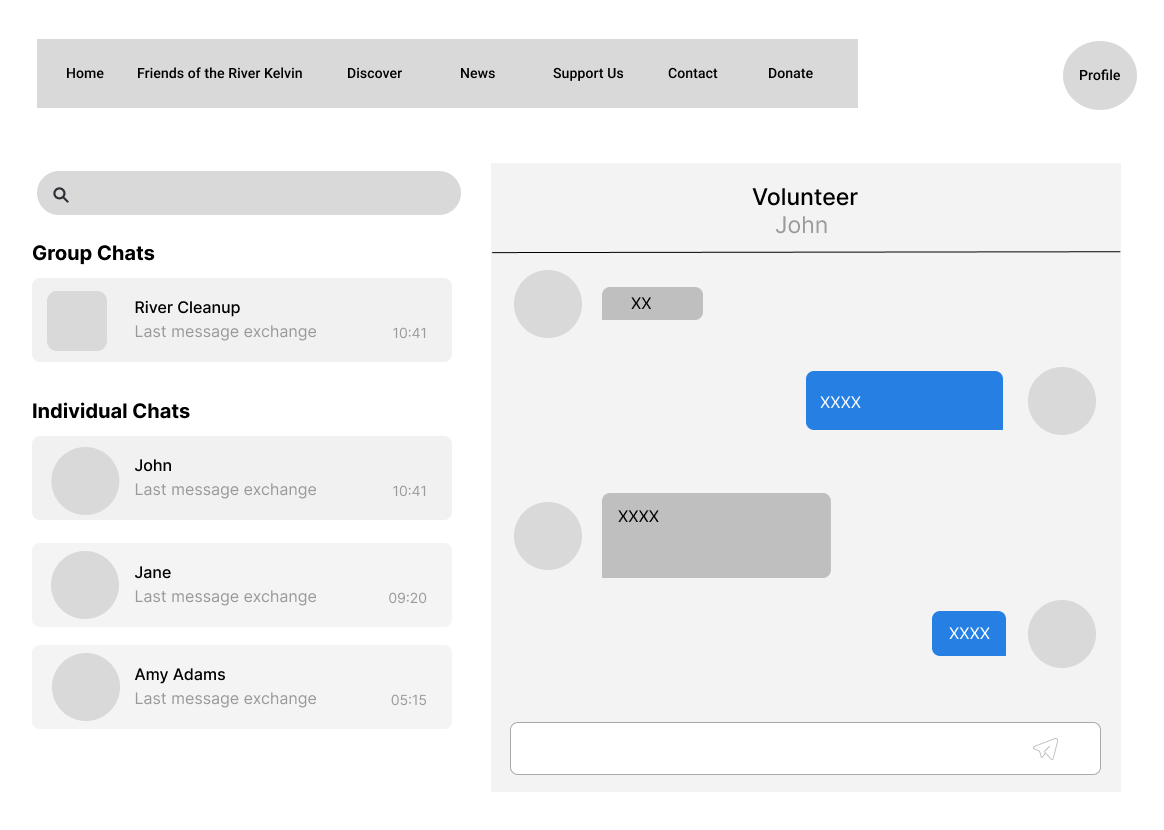 Home Friends of the River Kelvin Discover News Support Us Contact Donate
Profile
Group Chats
River Cleanup
Last message exchange 10:41
Individual Chats
John
Last message exchange 10:41
Jane
Last message exchange 09:20
Amy Adams
Last message exchange 05:15
Volunteer
John
XX
XXXX
XXXX
XXXX